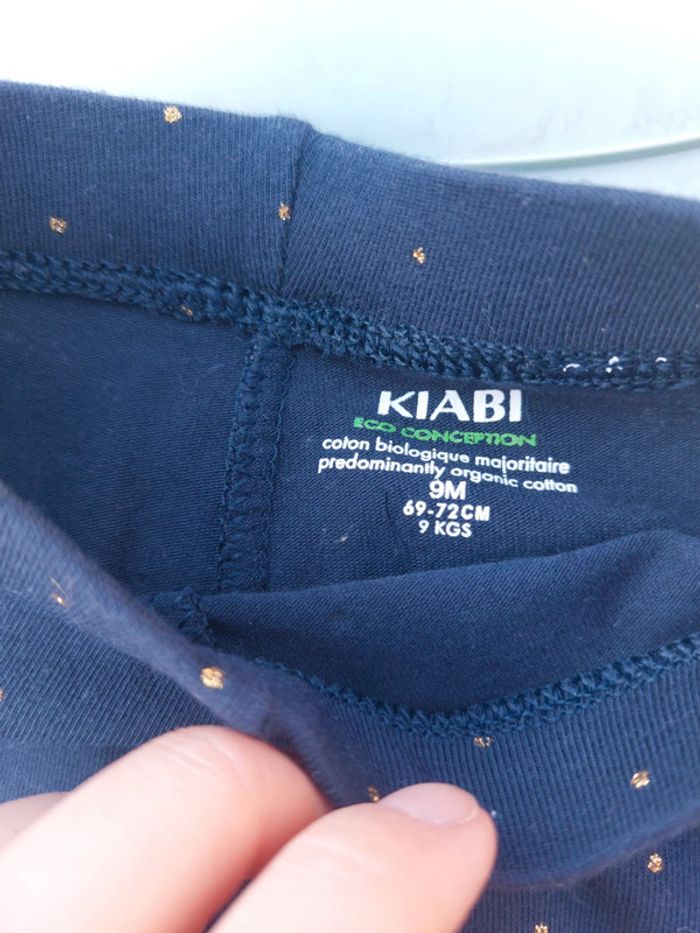 KIABI
ECO CONCEPTION
coton biologique majoritaire
predominantly organic cotton
9M
69-72CM
9 KGS